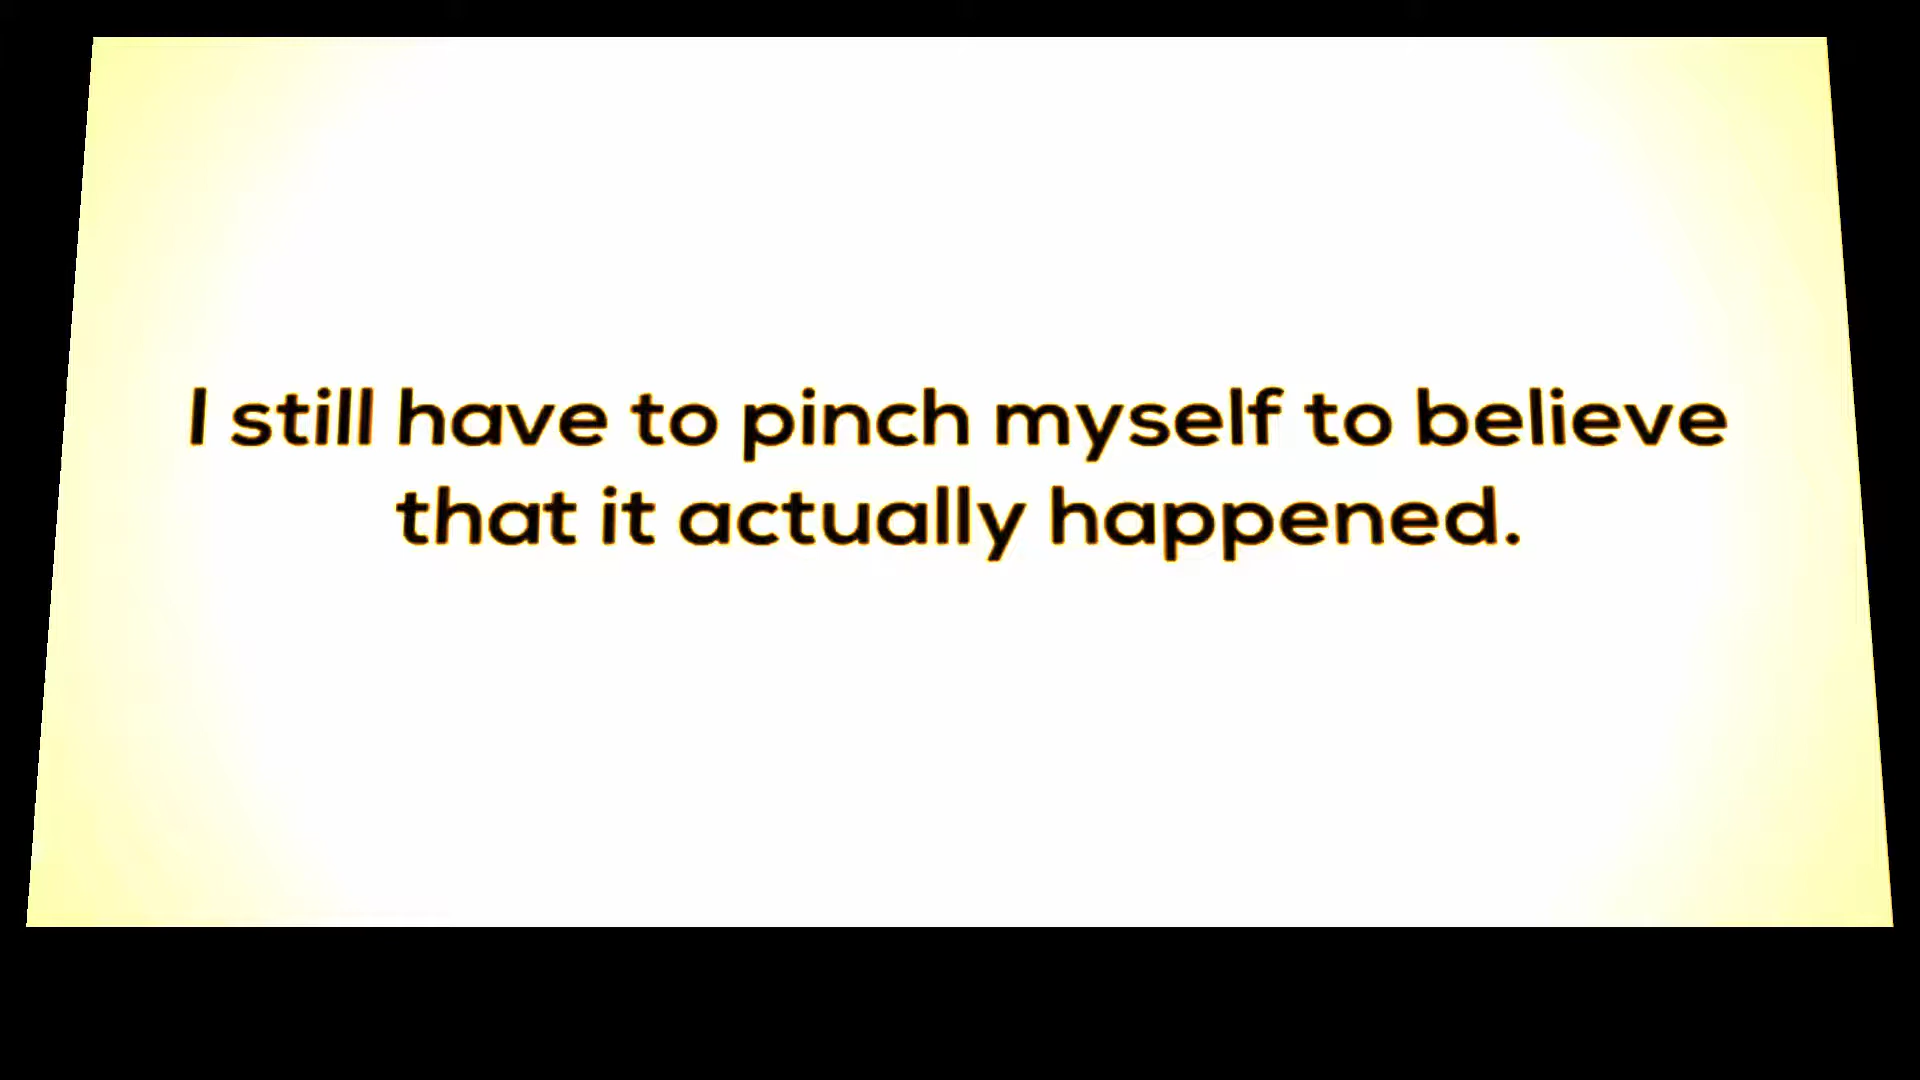 I still have to pinch myself to believe
that it actually happened.